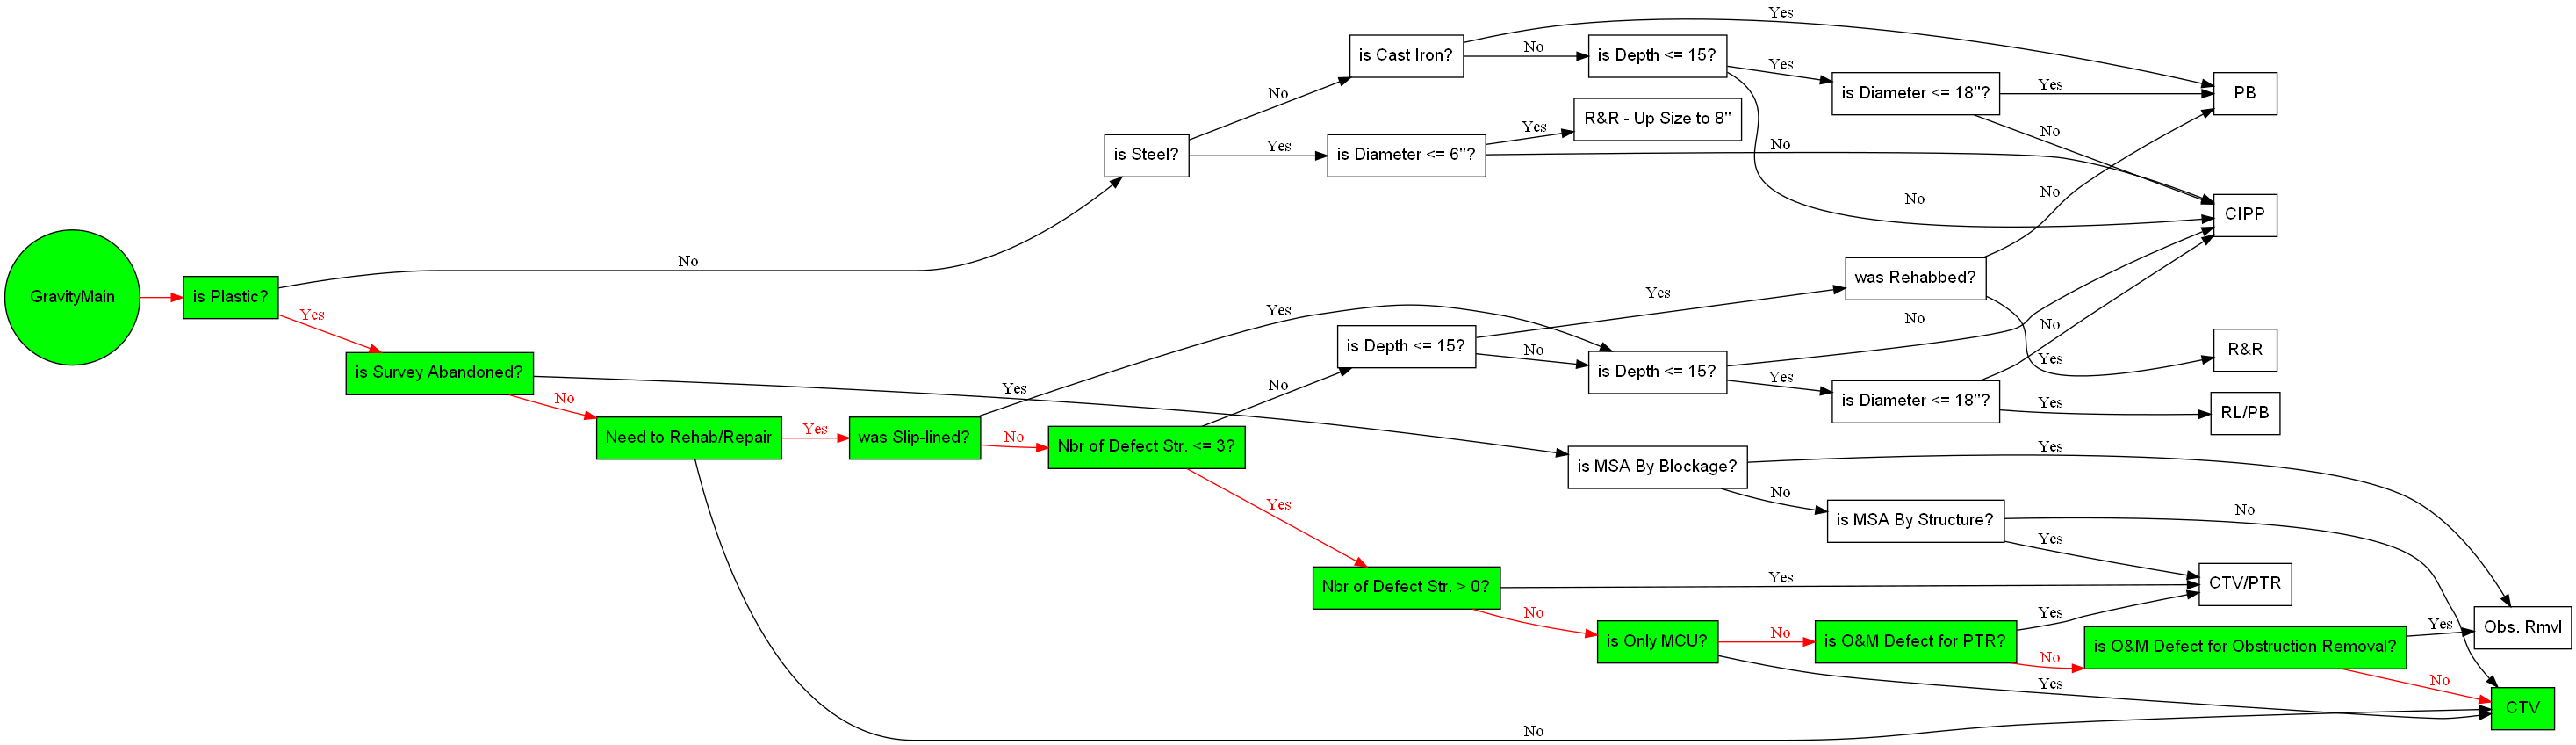 Yes
is Cast Iron?
No
is Depth <= 15?
Yes
is Diameter <= 18"?
Yes
PB
No
R&R - Up Size to 8"
Yes
No
is Steel?
Yes
is Diameter <= 6"?
No
No
No
CIPP
No
GravityMain
is Plastic?
No
was Rehabbed?
Yes
Yes
Yes
No
No
is Depth <= 15?
No
is Depth <= 15?
Yes
is Diameter <= 18"?
Yes
R&R
Yes
RL/PB
is Survey Abandoned?
Yes
No
No
Need to Rehab/Repair
Yes
was Slip-lined?
No
Nbr of Defect Str. <= 3?
Yes
is MSA By Blockage?
Yes
No
is MSA By Structure?
No
Yes
Nbr of Defect Str. > 0?
Yes
CTV/PTR
No
is Only MCU?
No
is O&M Defect for PTR?
Yes
No
is O&M Defect for Obstruction Removal?
Yes
Obs. Rmvl
Yes
No
CTV
No